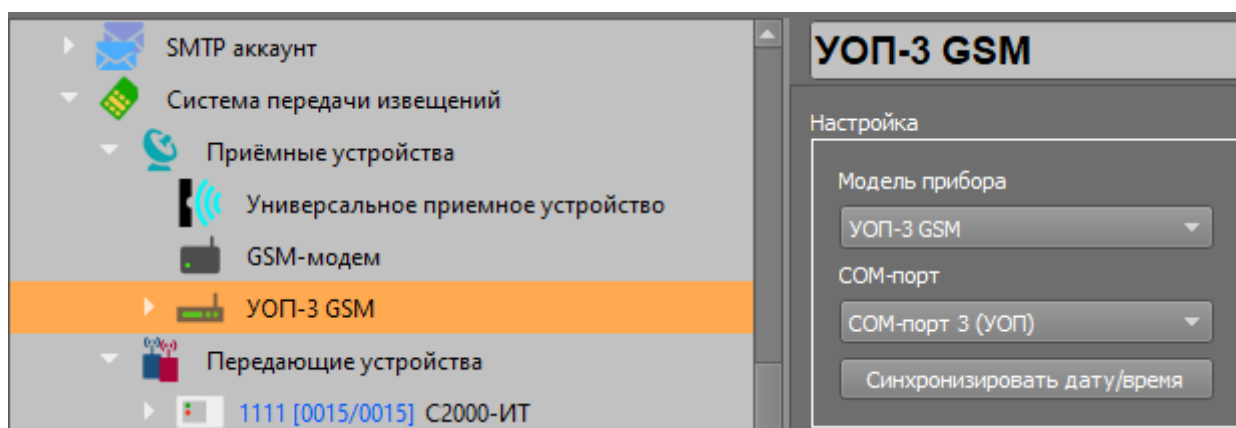 SMTP аккаунт
Система передачи извещений
Приёмные устройства
Универсальное приемное устройство
GSM-модем
УОП-3 GSM
Передающие устройства
1111 [0015/0015] С2000-ИТ
УОП-3 GSM
Настройка
Модель прибора
УОП-3 GSM
COM-порт
COM-порт 3 (УОП)
Синхронизировать дату/время